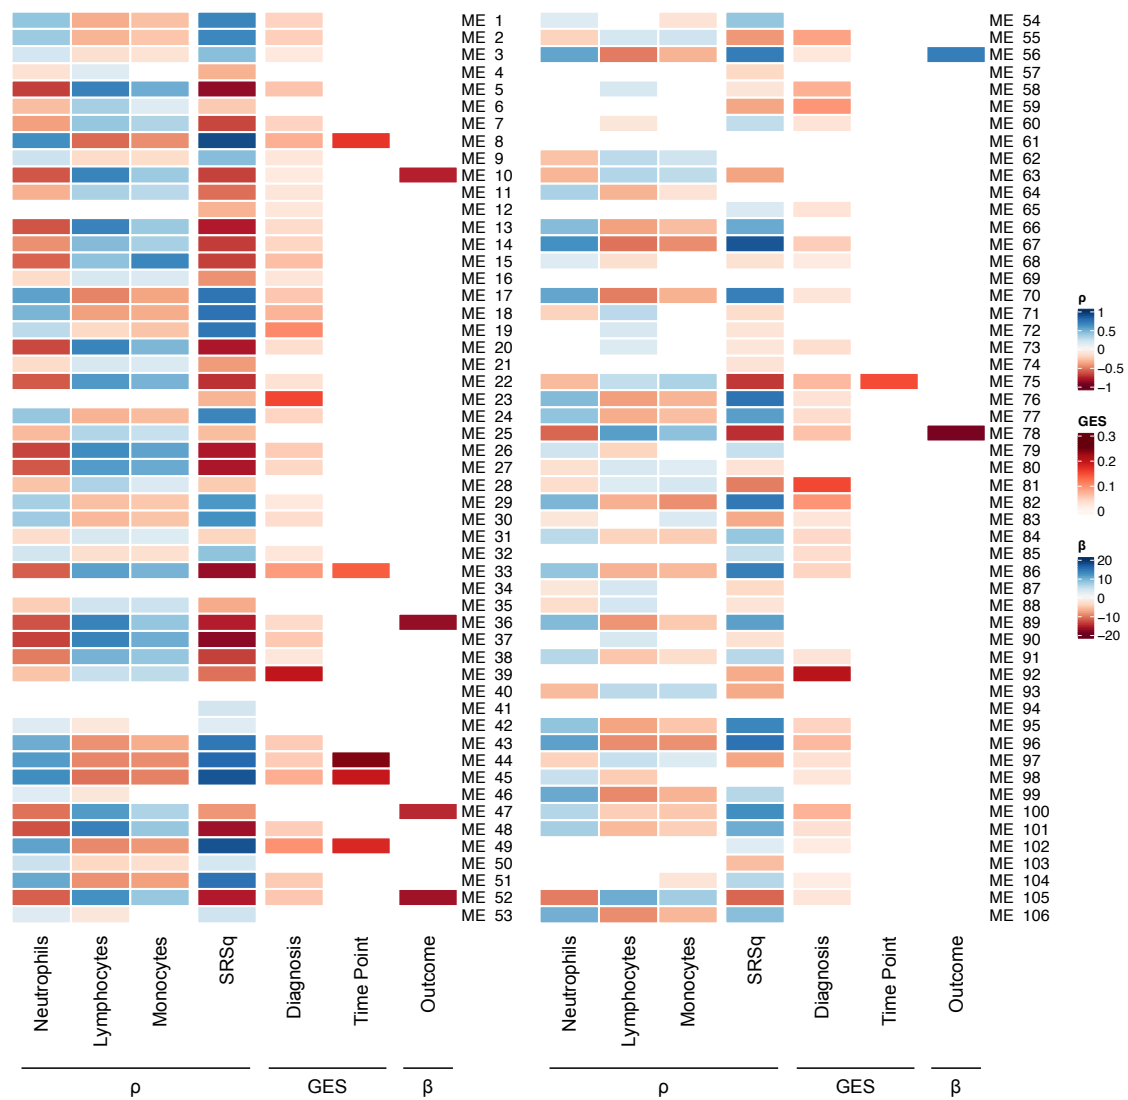 ME 1
ME 2
ME 3
ME 4
ME 5
ME 6
ME 7
ME 8
ME 9
ME 10
ME 11
ME 12
ME 13
ME 14
ME 15
ME 16
ME 17
ME 18
ME 19
ME 20
ME 21
ME 22
ME 23
ME 24
ME 25
ME 26
ME 27
ME 28
ME 29
ME 30
ME 31
ME 32
ME 33
ME 34
ME 35
ME 36
ME 37
ME 38
ME 39
ME 40
ME 41
ME 42
ME 43
ME 44
ME 45
ME 46
ME 47
ME 48
ME 49
ME 50
ME 51
ME 52
ME 53
Neutrophils
Lymphocytes
Monocytes
SRSq
Diagnosis
Time Point
Outcome
ρ
GES
β
ME 54
ME 55
ME 56
ME 57
ME 58
ME 59
ME 60
ME 61
ME 62
ME 63
ME 64
ME 65
ME 66
ME 67
ME 68
ME 69
ME 70
ME 71
ME 72
ME 73
ME 74
ME 75
ME 76
ME 77
ME 78
ME 79
ME 80
ME 81
ME 82
ME 83
ME 84
ME 85
ME 86
ME 87
ME 88
ME 89
ME 90
ME 91
ME 92
ME 93
ME 94
ME 95
ME 96
ME 97
ME 98
ME 99
ME 100
ME 101
ME 102
ME 103
ME 104
ME 105
ME 106
Neutrophils
Lymphocytes
Monocytes
SRSq
Diagnosis
Time Point
Outcome
ρ
GES
β
ρ
1
0.5
0
−0.5
−1
GES
0.3
0.2
0.1
0
β
20
10
0
−10
−20